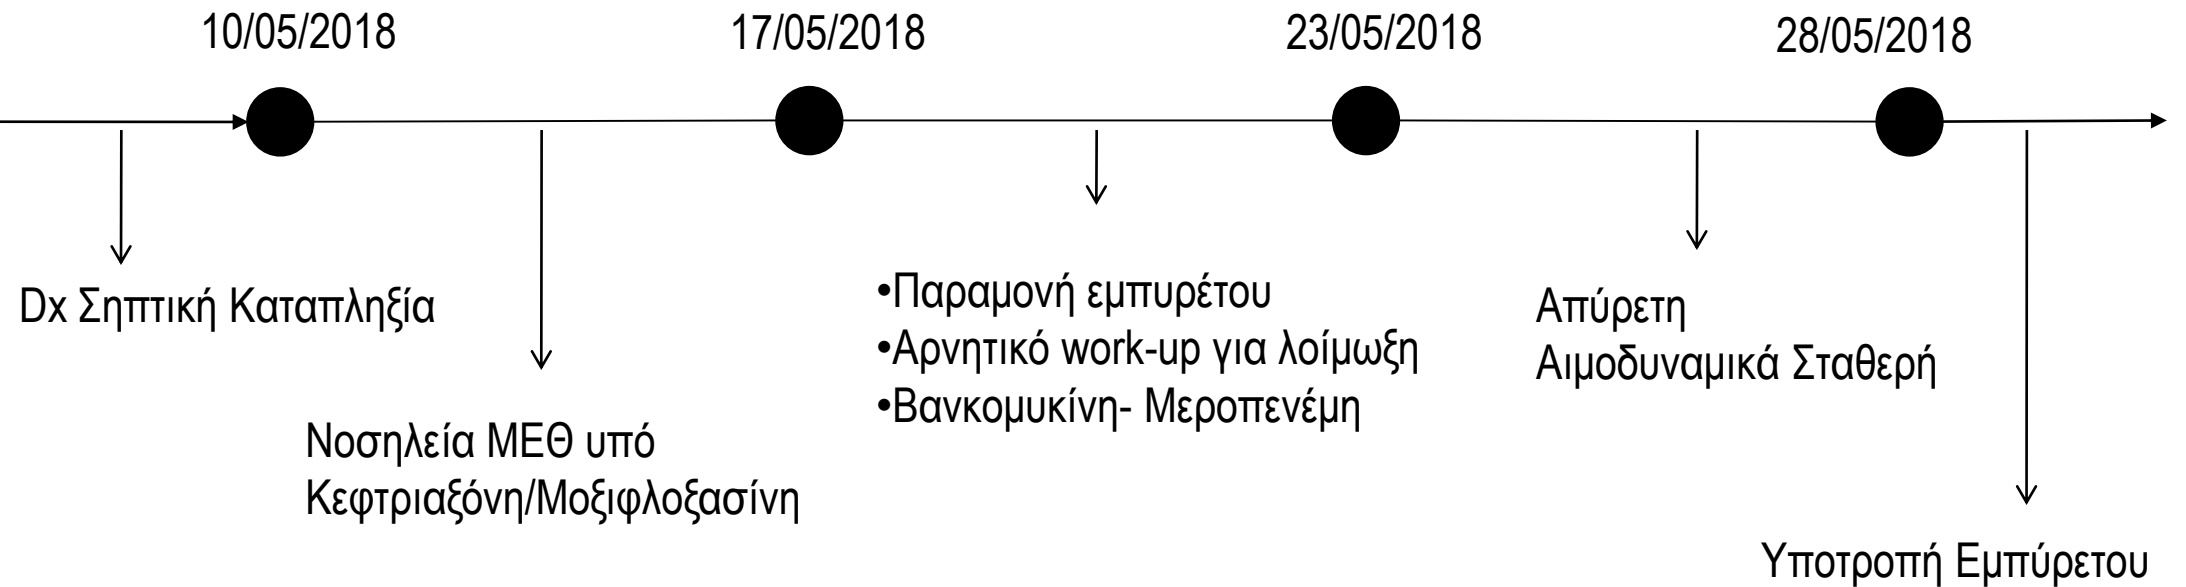 10/05/2018
17/05/2018
23/05/2018
28/05/2018
Dx Σηπτική Καταπληξία
Νοσηλεία ΜΕΘ υπό
Κεφτριαξόνη/Μοξιφλοξασίνη
•Παραμονή εμπυρέτου
•Αρνητικό work-up για λοίμωξη
•Βανκομυκίνη- Μεροπενέμη
Απύρετη
Αιμοδυναμικά Σταθερή
Υποτροπή Εμπύρετου